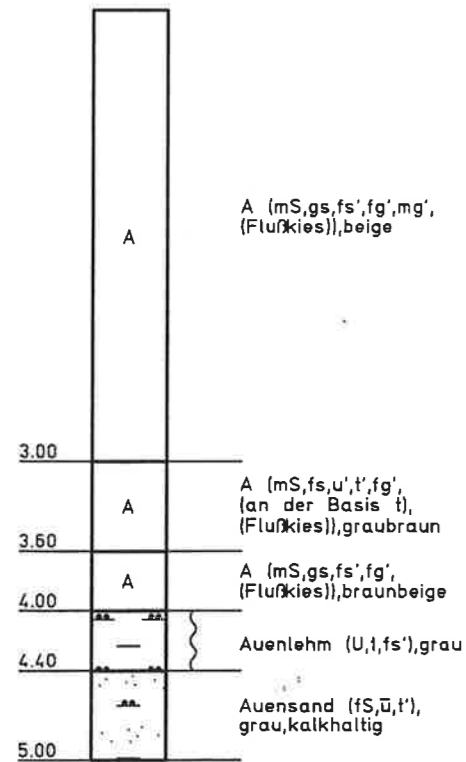 A (mS,gs,fs',fg',mg',
(Flußkies)),beige
A
3.00
A (mS,fs,u',t',fg',
(an der Basis t),
(Flußkies)),graubraun
A
3.60
A (mS,gs,fs',fg',
(Flußkies)),braunbeige
A
4.00
Auenlehm (U,t,fs'),grau
4.40
Auensand (fS,ū,t'),
grau,kalkhaltig
5.00